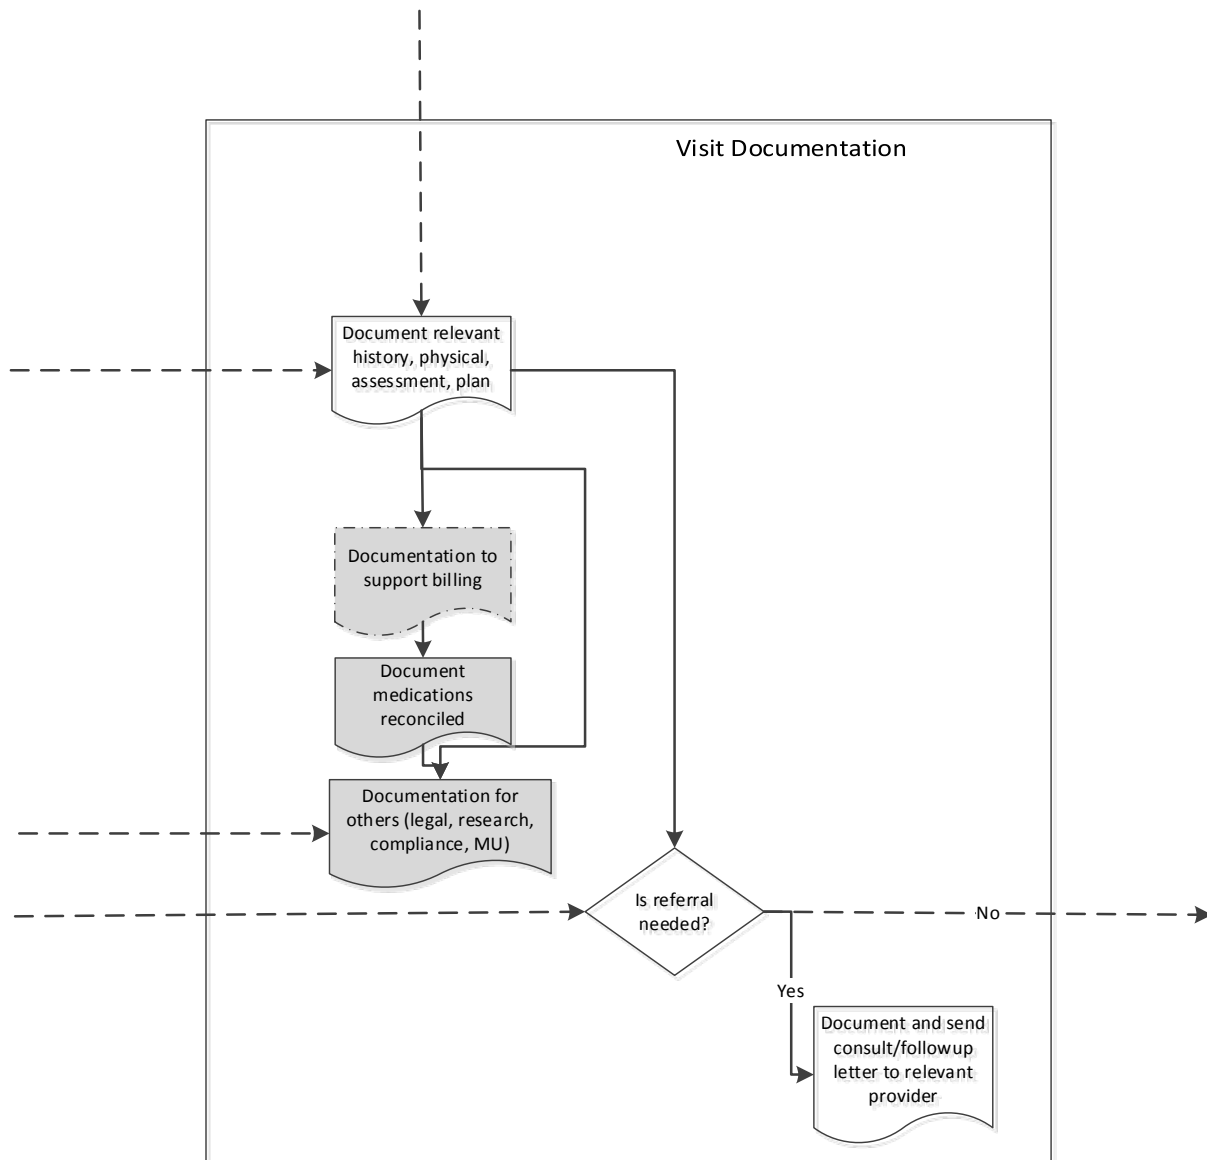 Visit Documentation
Document relevant
history, physical,
assessment, plan
Documentation to
support billing
Document
medications
reconciled
Documentation for
others (legal, research,
compliance, MU)
Is referral
needed?
No
Yes
Document and send
consult/followup
letter to relevant
provider